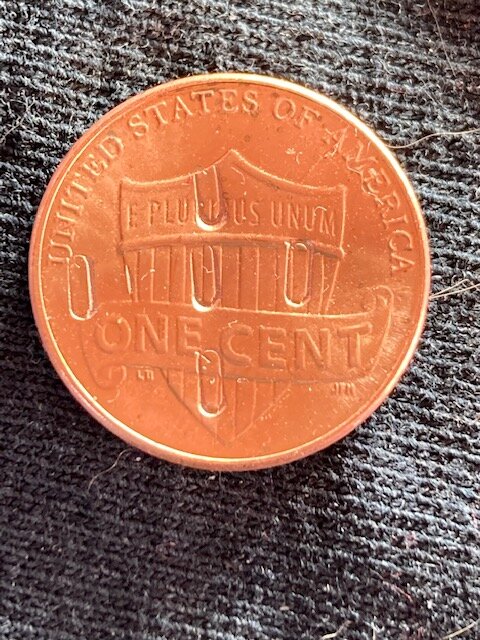 UNITED STATES OF AMERICA
E PLURIBUS UNUM
ONE CENT